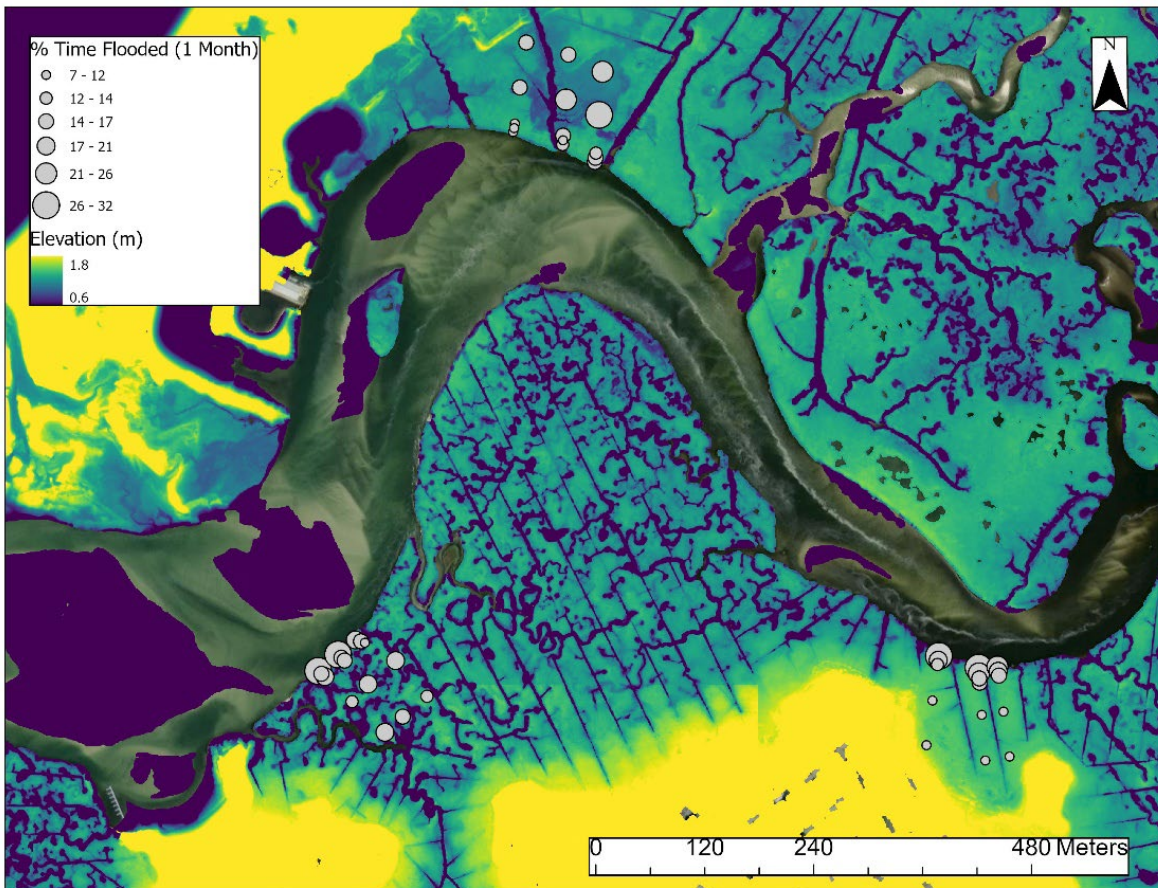 % Time Flooded (1 Month)
7 - 12
12 - 14
14 - 17
17 - 21
21 - 26
26 - 32
Elevation (m)
1.8
0.6
N
0 120 240 480 Meters